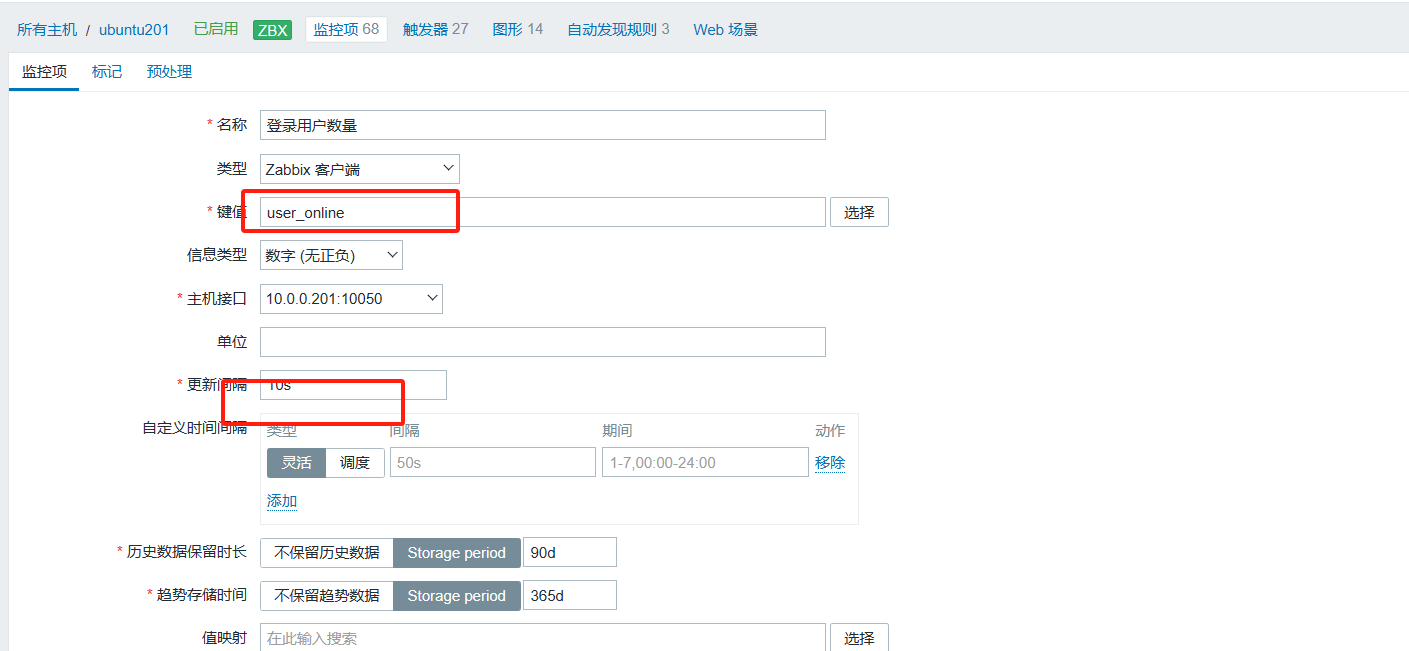 所有主机 / ubuntu201 已启用 ZBX 监控项 68 触发器 27 图形 14 自动发现规则 3 Web 场景
监控项 标记 预处理
* 名称 登录用户数量
类型 Zabbix 客户端
* 键值 user_online 选择
信息类型 数字 (无正负)
* 主机接口 10.0.0.201:10050
单位
* 更新间隔 10s
自定义时间间隔 类型 间隔 期间 动作
灵活 调度 50s 1-7,00:00-24:00 移除
添加
* 历史数据保留时长 不保留历史数据 Storage period 90d
* 趋势存储时间 不保留趋势数据 Storage period 365d
值映射 在此输入搜索 选择